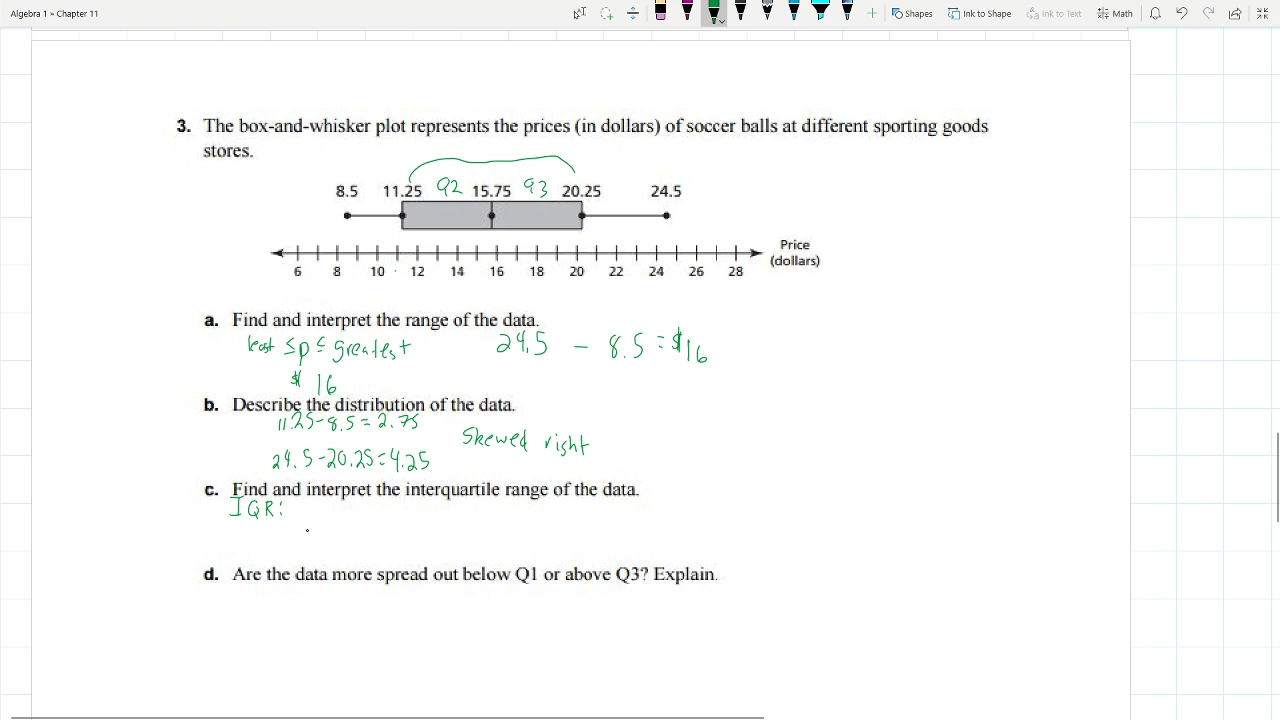 Algebra 1 » Chapter 11
Shapes Ink to Shape Ink to Text Math
3. The box-and-whisker plot represents the prices (in dollars) of soccer balls at different sporting goods
stores.
8.5 11.25 Q2 15.75 Q3 20.25 24.5
Price
(dollars)
6 8 10 12 14 16 18 20 22 24 26 28
a. Find and interpret the range of the data.
least ≤ p ≤ greatest 24.5 - 8.5 = $16
$ 16
b. Describe the distribution of the data.
11.25-8.5=2.75
Skewed right
24.5-20.25=4.25
c. Find and interpret the interquartile range of the data.
IQR:
d. Are the data more spread out below Q1 or above Q3? Explain.